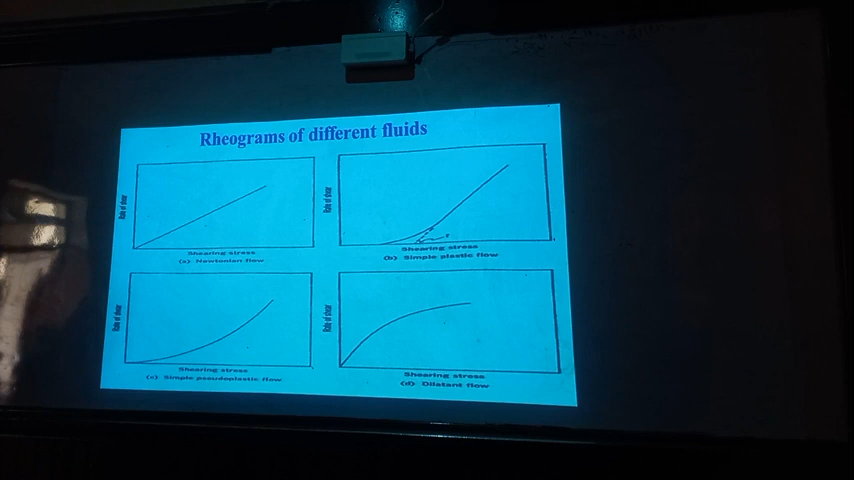 Rheograms of different fluids
Rate of shear
Shearing stress
(a) Newtonian flow
Rate of shear
Shearing stress
(b) Simple plastic flow
Rate of shear
Shearing stress
(c) Simple pseudoplastic flow
Rate of shear
Shearing stress
(d) Dilatant flow